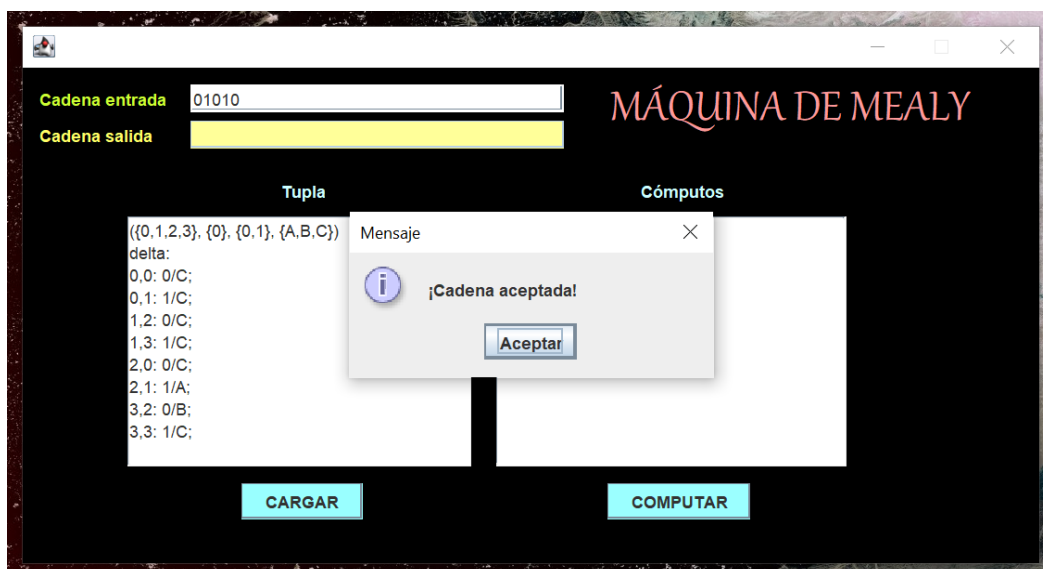 Cadena entrada 01010
MÁQUINA DE MEALY
Cadena salida
Tupla
Cómputos
({0,1,2,3}, {0}, {0,1}, {A,B,C})
delta:
0,0: 0/C;
0,1: 1/C;
1,2: 0/C;
1,3: 1/C;
2,0: 0/C;
2,1: 1/A;
3,2: 0/B;
3,3: 1/C;
Mensaje
¡Cadena aceptada!
Aceptar
CARGAR
COMPUTAR